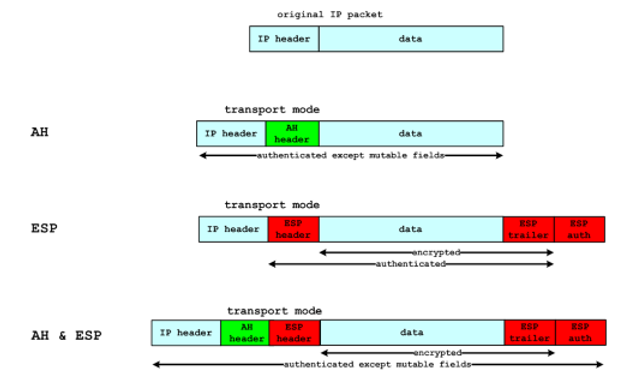 original IP packet
IP header data
transport mode
AH
IP header AH header data
authenticated except mutable fields
transport mode
ESP
IP header ESP header data ESP trailer ESP auth
encrypted
authenticated
transport mode
AH & ESP
IP header AH header ESP header data ESP trailer ESP auth
encrypted
authenticated except mutable fields